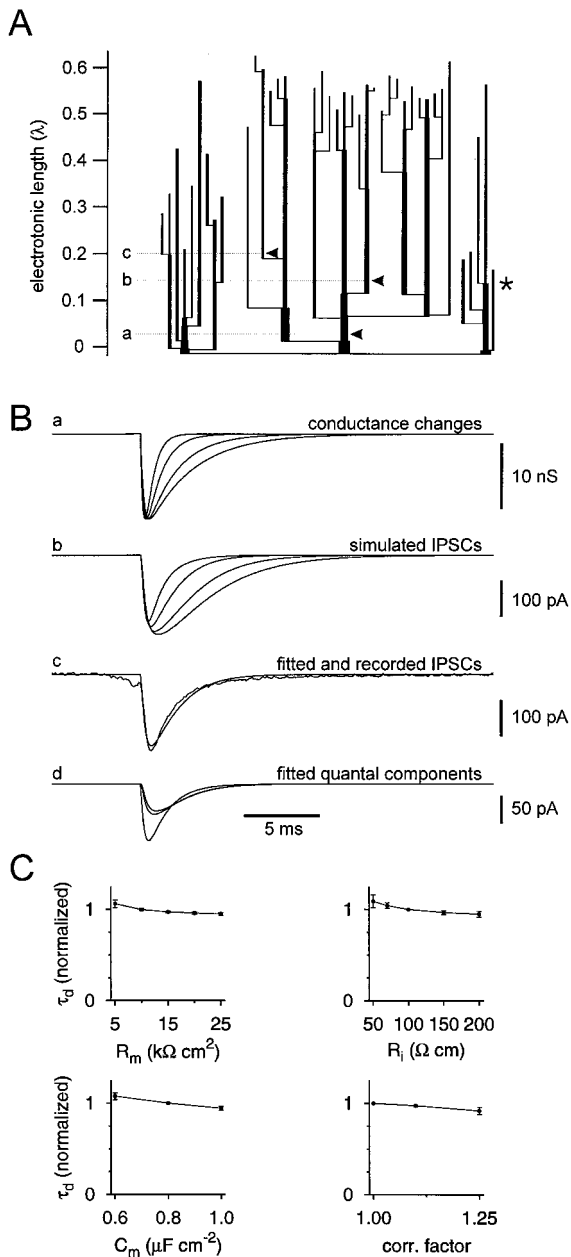 A
electrotonic length (λ)
0.6
0.5
0.4
0.3
0.2
0.1
0
c
b
a
*
B
a
conductance changes
10 nS
b
simulated IPSCs
100 pA
c
fitted and recorded IPSCs
100 pA
d
fitted quantal components
50 pA
5 ms
C
τd (normalized)
1
0
5 15 25
Rm (kΩ cm²)
1
0
50 100 150 200
Ri (Ω cm)
τd (normalized)
1
0
0.6 0.8 1.0
Cm (µF cm⁻²)
1
0
1.00 1.25
corr. factor